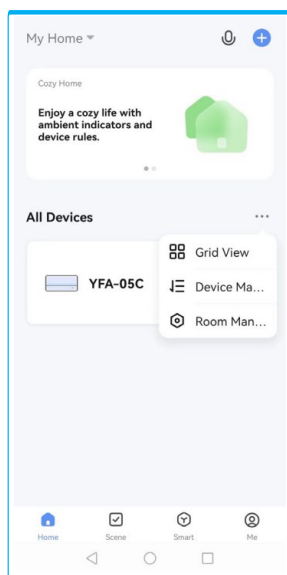 My Home
Cozy Home
Enjoy a cozy life with
ambient indicators and
device rules.
All Devices
Grid View
YFA-05C
Device Ma...
Room Man...
Home
Scene
Smart
Me